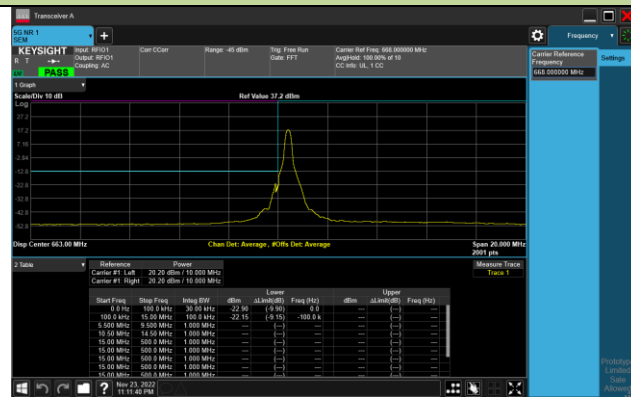 Transceiver A
5G NR 1
SEM
Frequency
KEYSIGHT
R T
LV
PASS
Input: RFIO1
Output: RFIO1
Coupling: AC
Corr CCorr
Range: -45 dBm
Trig: Free Run
Gate: FFT
Carrier Ref Freq: 668.000000 MHz
Avg|Hold: 100.00% of 10
CC Info: UL, 1 CC
Carrier Reference
Frequency
668.000000 MHz
Settings
1 Graph
Scale/Div 10 dB
Ref Value 37.2 dBm
Log
27.2
17.2
7.18
-2.84
-12.8
-22.8
-32.8
-42.8
-52.8
Disp Center 663.00 MHz
Chan Det: Average , #Offs Det: Average
Span 20.000 MHz
2001 pts
2 Table
Reference Power
Carrier #1: Left 20.20 dBm / 10.000 MHz
Carrier #1: Right 20.20 dBm / 10.000 MHz
Measure Trace
Trace 1
Lower Upper
Start Freq Stop Freq Integ BW dBm ΔLimit(dB) Freq (Hz) dBm ΔLimit(dB) Freq (Hz)
0.0 Hz 100.0 kHz 30.00 kHz -22.90 (-9.90) 0.0 --- (---) ---
100.0 kHz 15.00 MHz 100.0 kHz -22.15 (-9.15) -100.0 k --- (---) ---
5.500 MHz 9.500 MHz 1.000 MHz --- (---) --- --- (---) ---
10.50 MHz 14.50 MHz 1.000 MHz --- (---) --- --- (---) ---
15.00 MHz 500.0 MHz 1.000 MHz --- (---) --- --- (---) ---
15.00 MHz 500.0 MHz 1.000 MHz --- (---) --- --- (---) ---
15.00 MHz 500.0 MHz 1.000 MHz --- (---) --- --- (---) ---
15.00 MHz 500.0 MHz 1.000 MHz --- (---) --- --- (---) ---
15.00 MHz 500.0 MHz 1.000 MHz --- (---) --- --- (---) ---
Nov 23, 2022
11:11:40 PM
Prototype
Limited
Sale
Allowed